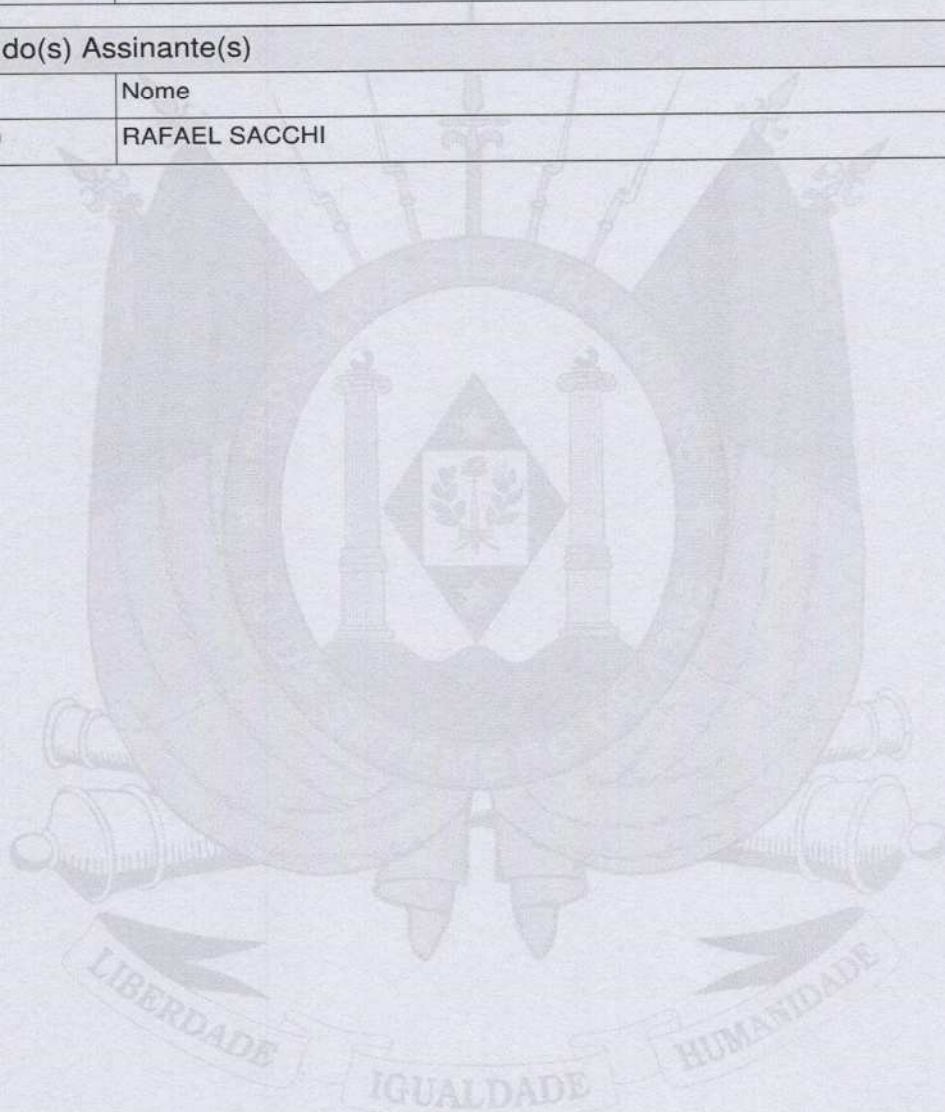 do(s) Assinante(s)
Nome
RAFAEL SACCHI
LIBERDADE
IGUALDADE
HUMANIDADE